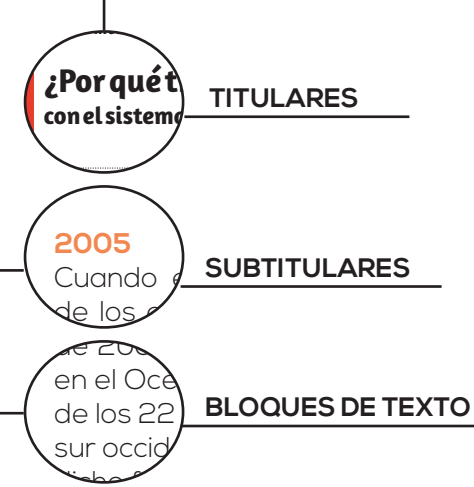 ¿Por qué t
con el sistem
TITULARES
2005
Cuando
de los
SUBTITULARES
en el Oce
de los 22
sur occid
BLOQUES DE TEXTO